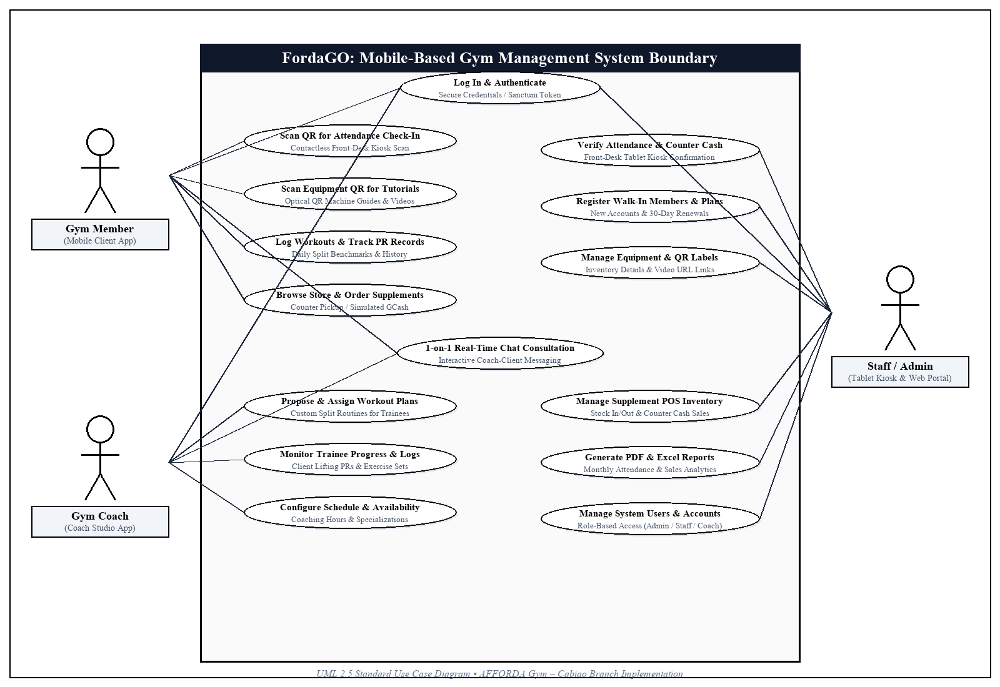 FordaGO: Mobile-Based Gym Management System Boundary
Log In & Authenticate
Secure Credentials / Sanctum Token
Scan QR for Attendance Check-In
Contactless Front-Desk Kiosk Scan
Verify Attendance & Counter Cash
Front-Desk Tablet Kiosk Confirmation
Scan Equipment QR for Tutorials
Optical QR Machine Guides & Videos
Register Walk-In Members & Plans
New Accounts & 30-Day Renewals
Gym Member
(Mobile Client App)
Log Workouts & Track PR Records
Daily Split Benchmarks & History
Manage Equipment & QR Labels
Inventory Details & Video URL Links
Browse Store & Order Supplements
Counter Pickup / Simulated GCash
1-on-1 Real-Time Chat Consultation
Interactive Coach-Client Messaging
Staff / Admin
(Tablet Kiosk & Web Portal)
Propose & Assign Workout Plans
Custom Split Routines for Trainees
Manage Supplement POS Inventory
Stock In/Out & Counter Cash Sales
Monitor Trainee Progress & Logs
Client Lifting PRs & Exercise Sets
Generate PDF & Excel Reports
Monthly Attendance & Sales Analytics
Gym Coach
(Coach Studio App)
Configure Schedule & Availability
Coaching Hours & Specializations
Manage System Users & Accounts
Role-Based Access (Admin / Staff / Coach)
UML 2.5 Standard Use Case Diagram • AFFORDA Gym – Cabiao Branch Implementation